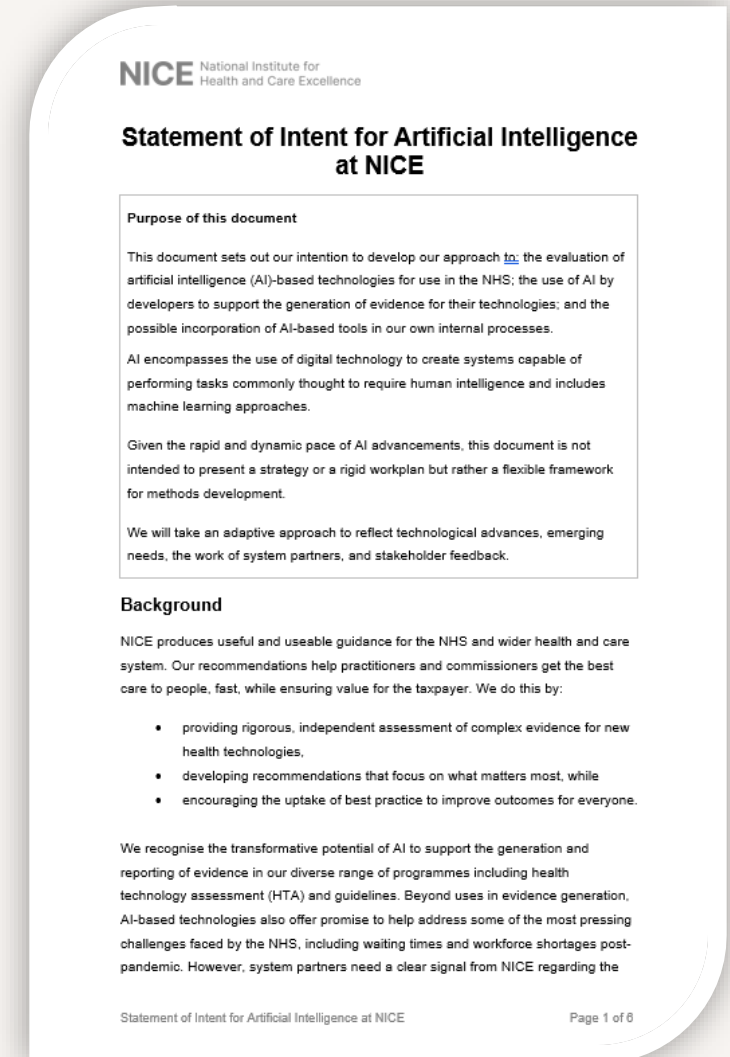 NICE National Institute for
Health and Care Excellence
Statement of Intent for Artificial Intelligence
at NICE
Purpose of this document
This document sets out our intention to develop our approach to: the evaluation of
artificial intelligence (AI)-based technologies for use in the NHS; the use of AI by
developers to support the generation of evidence for their technologies; and the
possible incorporation of AI-based tools in our own internal processes.
AI encompasses the use of digital technology to create systems capable of
performing tasks commonly thought to require human intelligence and includes
machine learning approaches.
Given the rapid and dynamic pace of AI advancements, this document is not
intended to present a strategy or a rigid workplan but rather a flexible framework
for methods development.
We will take an adaptive approach to reflect technological advances, emerging
needs, the work of system partners, and stakeholder feedback.
Background
NICE produces useful and useable guidance for the NHS and wider health and care
system. Our recommendations help practitioners and commissioners get the best
care to people, fast, while ensuring value for the taxpayer. We do this by:
• providing rigorous, independent assessment of complex evidence for new
health technologies,
• developing recommendations that focus on what matters most, while
• encouraging the uptake of best practice to improve outcomes for everyone.
We recognise the transformative potential of AI to support the generation and
reporting of evidence in our diverse range of programmes including health
technology assessment (HTA) and guidelines. Beyond uses in evidence generation,
AI-based technologies also offer promise to help address some of the most pressing
challenges faced by the NHS, including waiting times and workforce shortages post-
pandemic. However, system partners need a clear signal from NICE regarding the
Statement of Intent for Artificial Intelligence at NICE Page 1 of 6